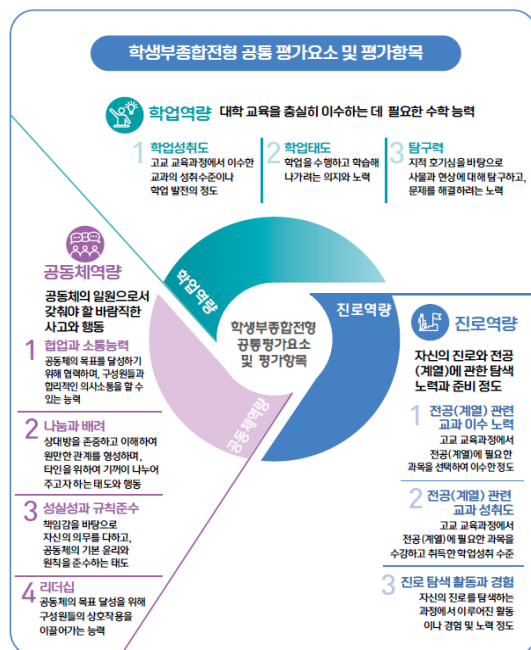 학생부종합전형 공통 평가요소 및 평가항목
학업역량 대학 교육을 충실히 이수하는 데 필요한 수학 능력
1 학업성취도
고교 교육과정에서 이수한
교과의 성취수준이나
학업 발전의 정도
2 학업태도
학업을 수행하고 학습해
나가려는 의지와 노력
3 탐구력
지적 호기심을 바탕으로
사물과 현상에 대해 탐구하고,
문제를 해결하려는 노력
공동체역량
공동체의 일원으로서
갖춰야 할 바람직한
사고와 행동
1 협업과 소통능력
공동체의 목표를 달성하기
위해 협력하며, 구성원들과
합리적인 의사소통을 할 수
있는 능력
2 나눔과 배려
상대방을 존중하고 이해하여
원만한 관계를 형성하며,
타인을 위하여 기꺼이 나누어
주고자 하는 태도와 행동
3 성실성과 규칙준수
책임감을 바탕으로
자신의 의무를 다하고,
공동체의 기본 윤리와
원칙을 준수하는 태도
4 리더십
공동체의 목표 달성을 위해
구성원들의 상호작용을
이끌어가는 능력
학업역량
진로역량
공동체역량
학생부종합전형
공통평가요소
및 평가항목
진로역량
자신의 진로와 전공
(계열)에 관한 탐색
노력과 준비 정도
1 전공(계열) 관련
교과 이수 노력
고교 교육과정에서
전공(계열)에 필요한
과목을 선택하여 이수한 정도
2 전공(계열) 관련
교과 성취도
고교 교육과정에서
전공(계열)에 필요한 과목을
수강하고 취득한 학업성취 수준
3 진로 탐색 활동과 경험
자신의 진로를 탐색하는
과정에서 이루어진 활동
이나 경험 및 노력 정도